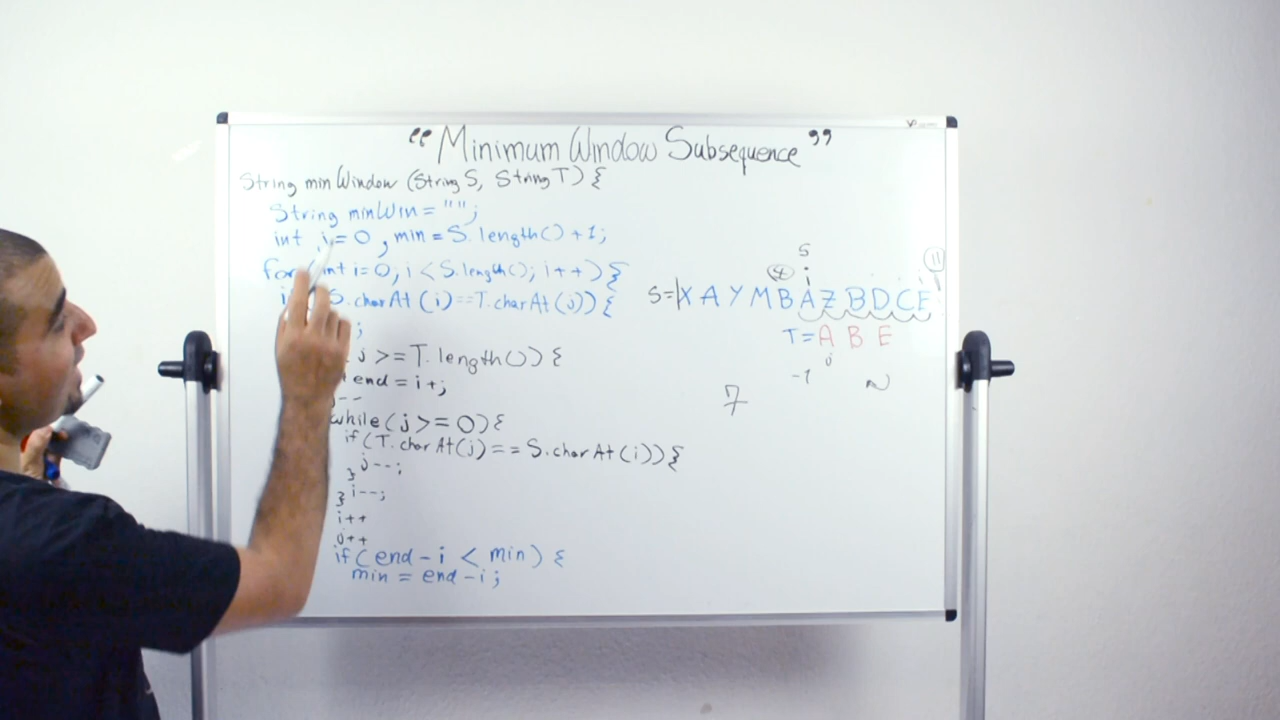 “Minimum Window Subsequence”
String minWindow (String S, String T) {
String minWin = "";
int j = 0, min = S.length() + 1;
for int i = 0; i < S.length(); i++) {
S.charAt(i) == T.charAt(j)) {
;
j >= T.length()) {
end = i+;
j--
while (j >= 0) {
if (T.charAt(j) == S.charAt(i)) {
j--;
}
} i--;
i++
j++
if (end - i < min) {
min = end - i;
5
i
11
S = X A Y M B A Z B D C E
T = A B E
j
-1
7